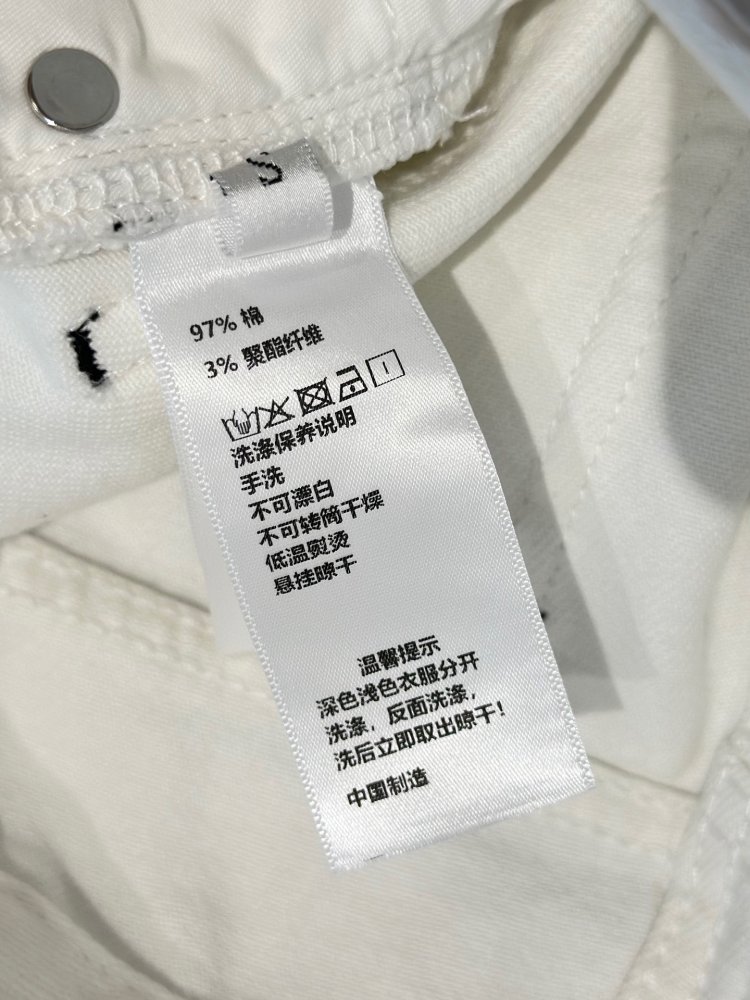 S
97% 棉
3% 聚酯纤维
洗涤保养说明
手洗
不可漂白
不可转筒干燥
低温熨烫
悬挂晾干
温馨提示
深色浅色衣服分开
洗涤，反面洗涤，
洗后立即取出晾干！
中国制造